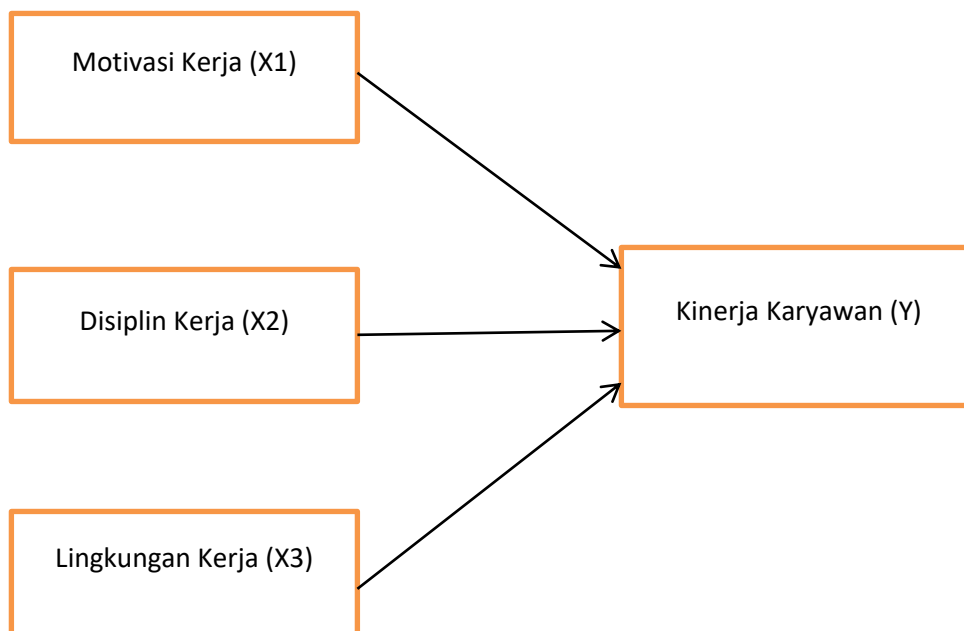 Motivasi Kerja (X1)
Disiplin Kerja (X2)
Kinerja Karyawan (Y)
Lingkungan Kerja (X3)